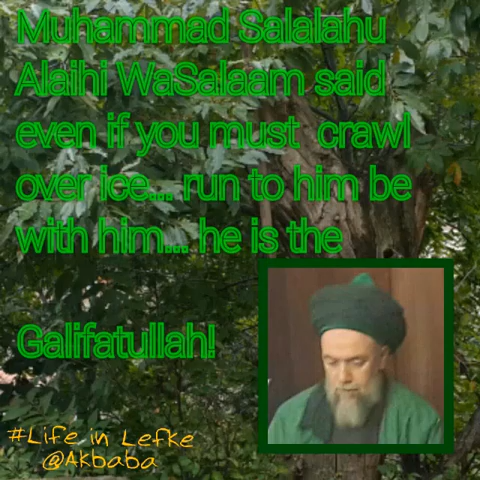 Muhammad Salalahu
Alaihi WaSalaam said
even if you must crawl
over ice... run to him be
with him... he is the
Galifatullah!
#Life in Lefke
@Akbaba